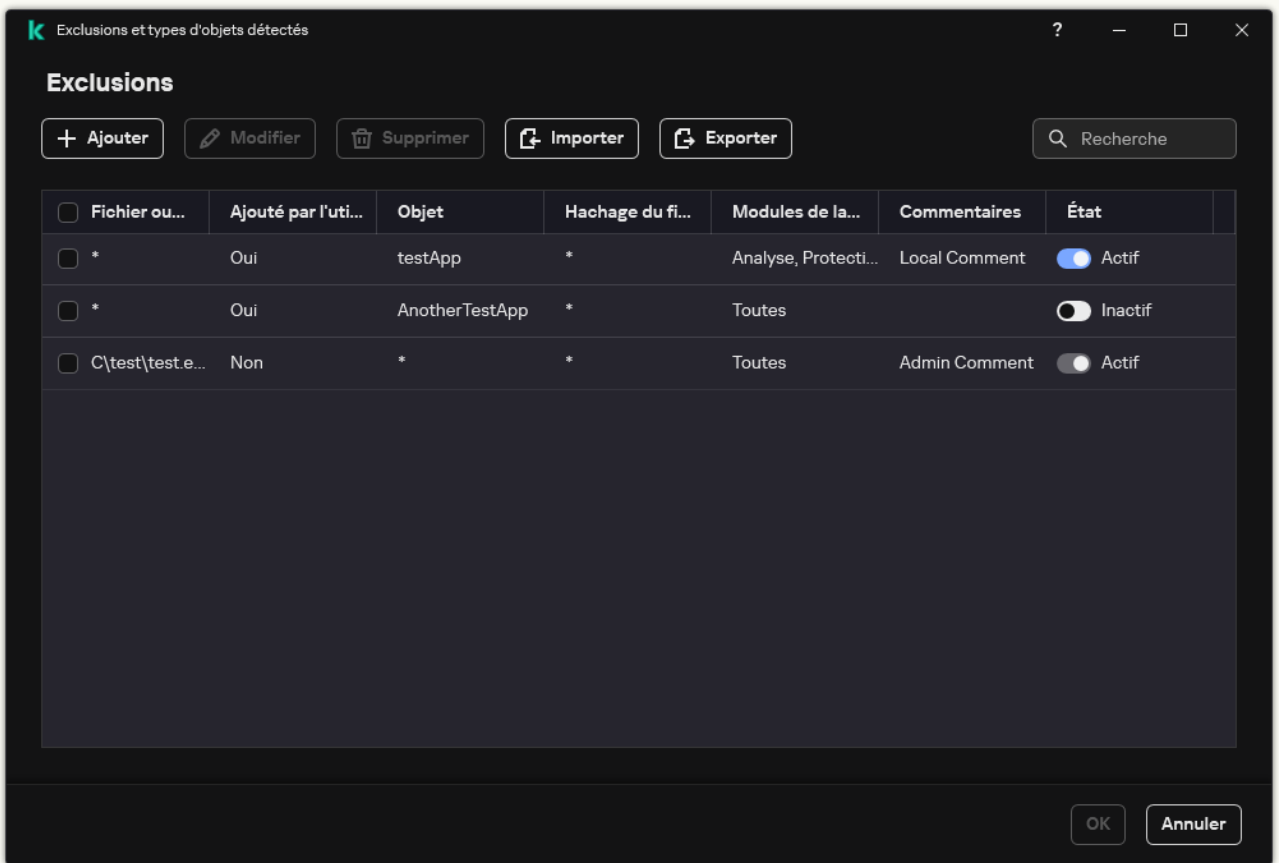 Exclusions et types d'objets détectés ?
Exclusions
Ajouter Modifier Supprimer Importer Exporter Recherche
Fichier ou... Ajouté par l'uti... Objet Hachage du fi... Modules de la... Commentaires État
* Oui testApp * Analyse, Protecti... Local Comment Actif
* Oui AnotherTestApp * Toutes Inactif
C\test\test.e... Non * * Toutes Admin Comment Actif
OK Annuler